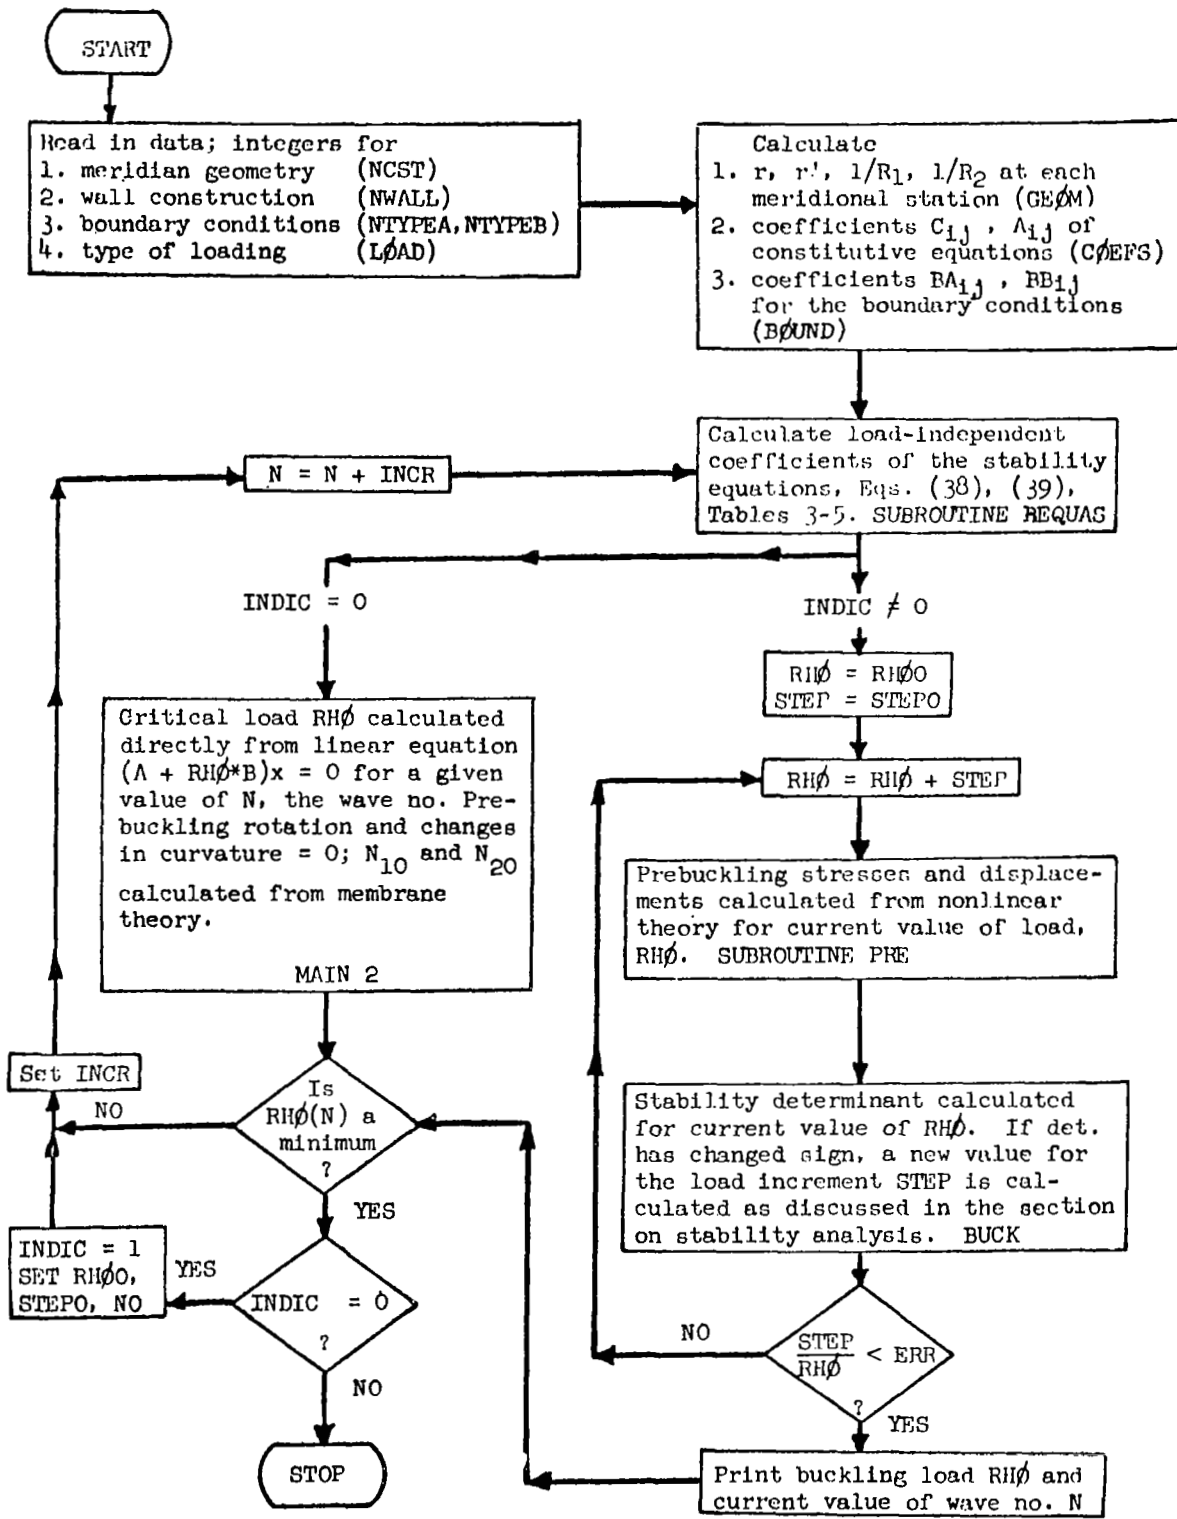 START
Read in data; integers for
1. meridian geometry (NCST)
2. wall construction (NWALL)
3. boundary conditions (NTYPEA,NTYPEB)
4. type of loading (LØAD)
Calculate
1. r, r', 1/R1, 1/R2 at each
meridional station (GEØM)
2. coefficients Cij , Aij of
constitutive equations (CØEFS)
3. coefficients BAij , BBij
for the boundary conditions
(BØUND)
Calculate load-independent
coefficients of the stability
equations, Eqs. (38), (39),
Tables 3-5. SUBROUTINE REQUAS
N = N + INCR
INDIC = 0
INDIC ≠ 0
RHØ = RHØO
STEP = STEPO
RHØ = RHØ + STEP
Critical load RHØ calculated
directly from linear equation
(A + RHØ*B)x = 0 for a given
value of N, the wave no. Pre-
buckling rotation and changes
in curvature = 0; N10 and N20
calculated from membrane
theory.
MAIN 2
Prebuckling stresses and displace-
ments calculated from nonlinear
theory for current value of load,
RHØ. SUBROUTINE PRE
Set INCR
NO
Is
RHØ(N) a
minimum
?
YES
Stability determinant calculated
for current value of RHØ. If det.
has changed sign, a new value for
the load increment STEP is cal-
culated as discussed in the section
on stability analysis. BUCK
INDIC = 1
SET RHØO,
STEPO, NO
YES
INDIC = 0
?
NO
STOP
NO
STEP
RHØ < ERR
?
YES
Print buckling load RHØ and
current value of wave no. N